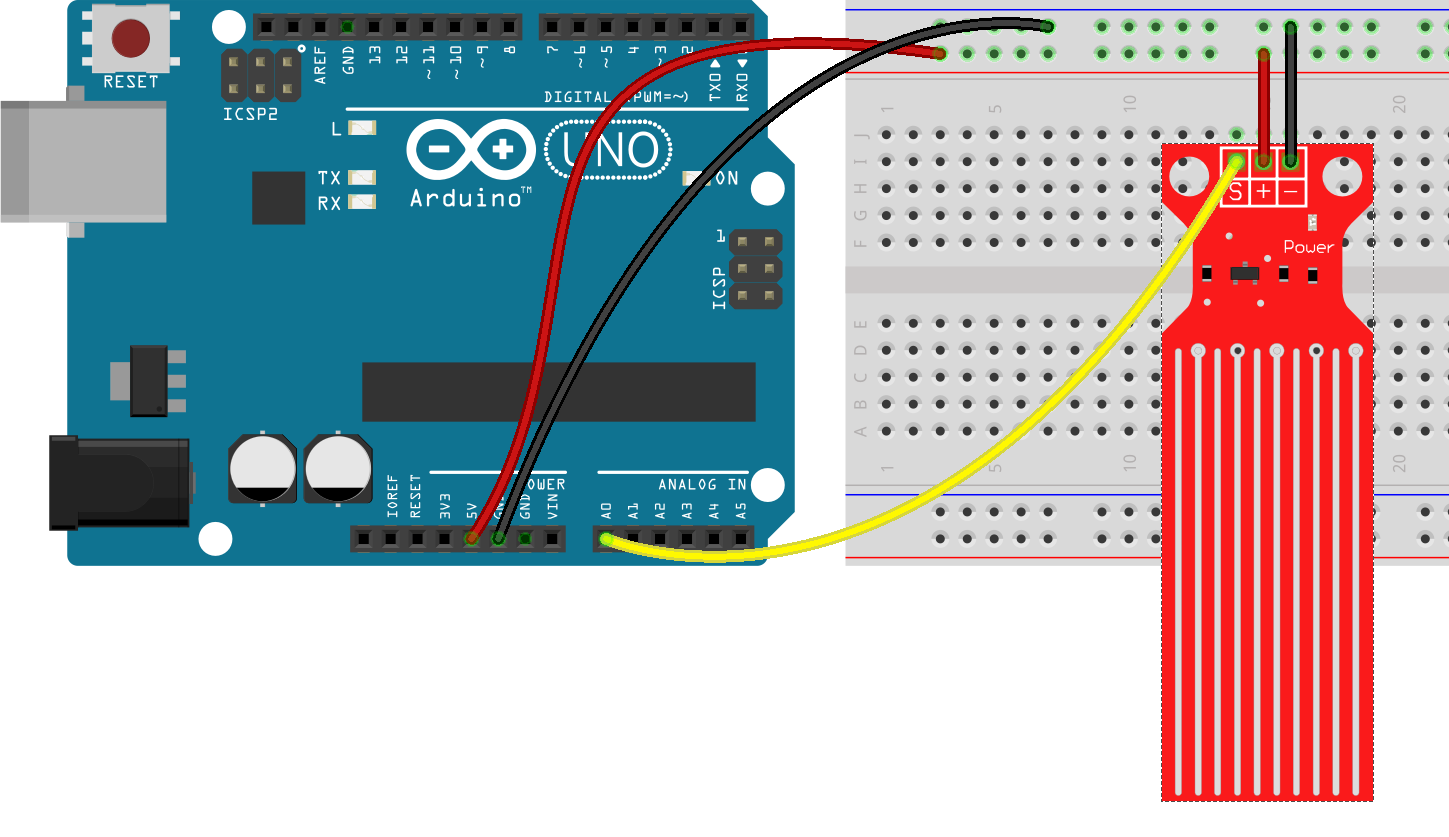 RESET
ICSP2
AREF
GND
13
12
~11
~10
~9
8
7
~6
~5
4
~3
2
TX0▶
RX0◀
DIGITAL (PWM=~)
L
TX
RX
UNO
Arduino™
ON
1
ICSP
IOREF
RESET
3V3
5V
GND
GND
VIN
POWER
ANALOG IN
A0
A1
A2
A3
A4
A5
1
5
10
20
J
I
H
G
F
E
D
C
B
A
1
5
10
20
S
+
−
Power